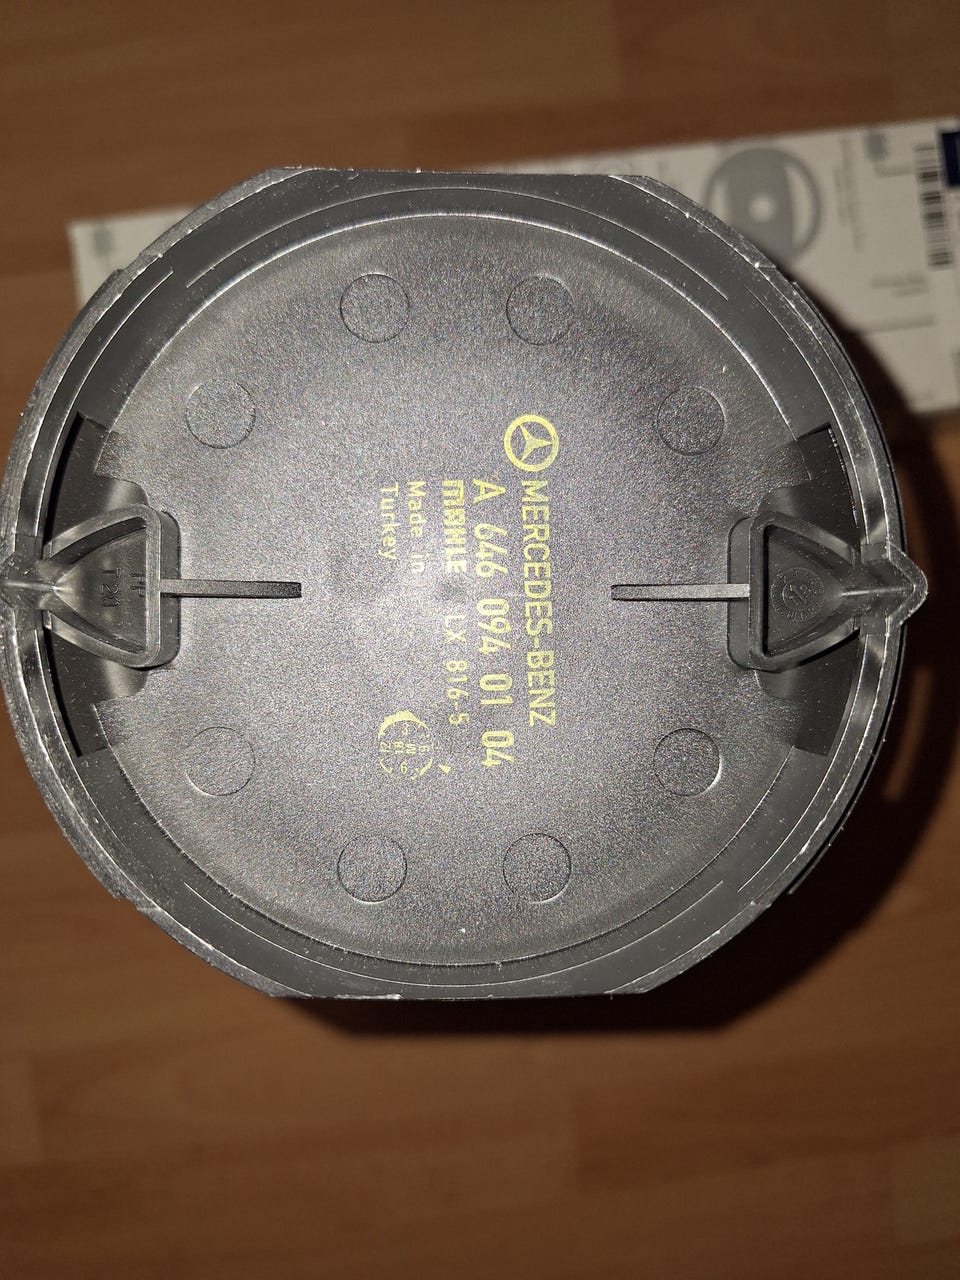 MERCEDES-BENZ
A 646 094 01 04
MAHLE LX 816-5
Made in
Turkey